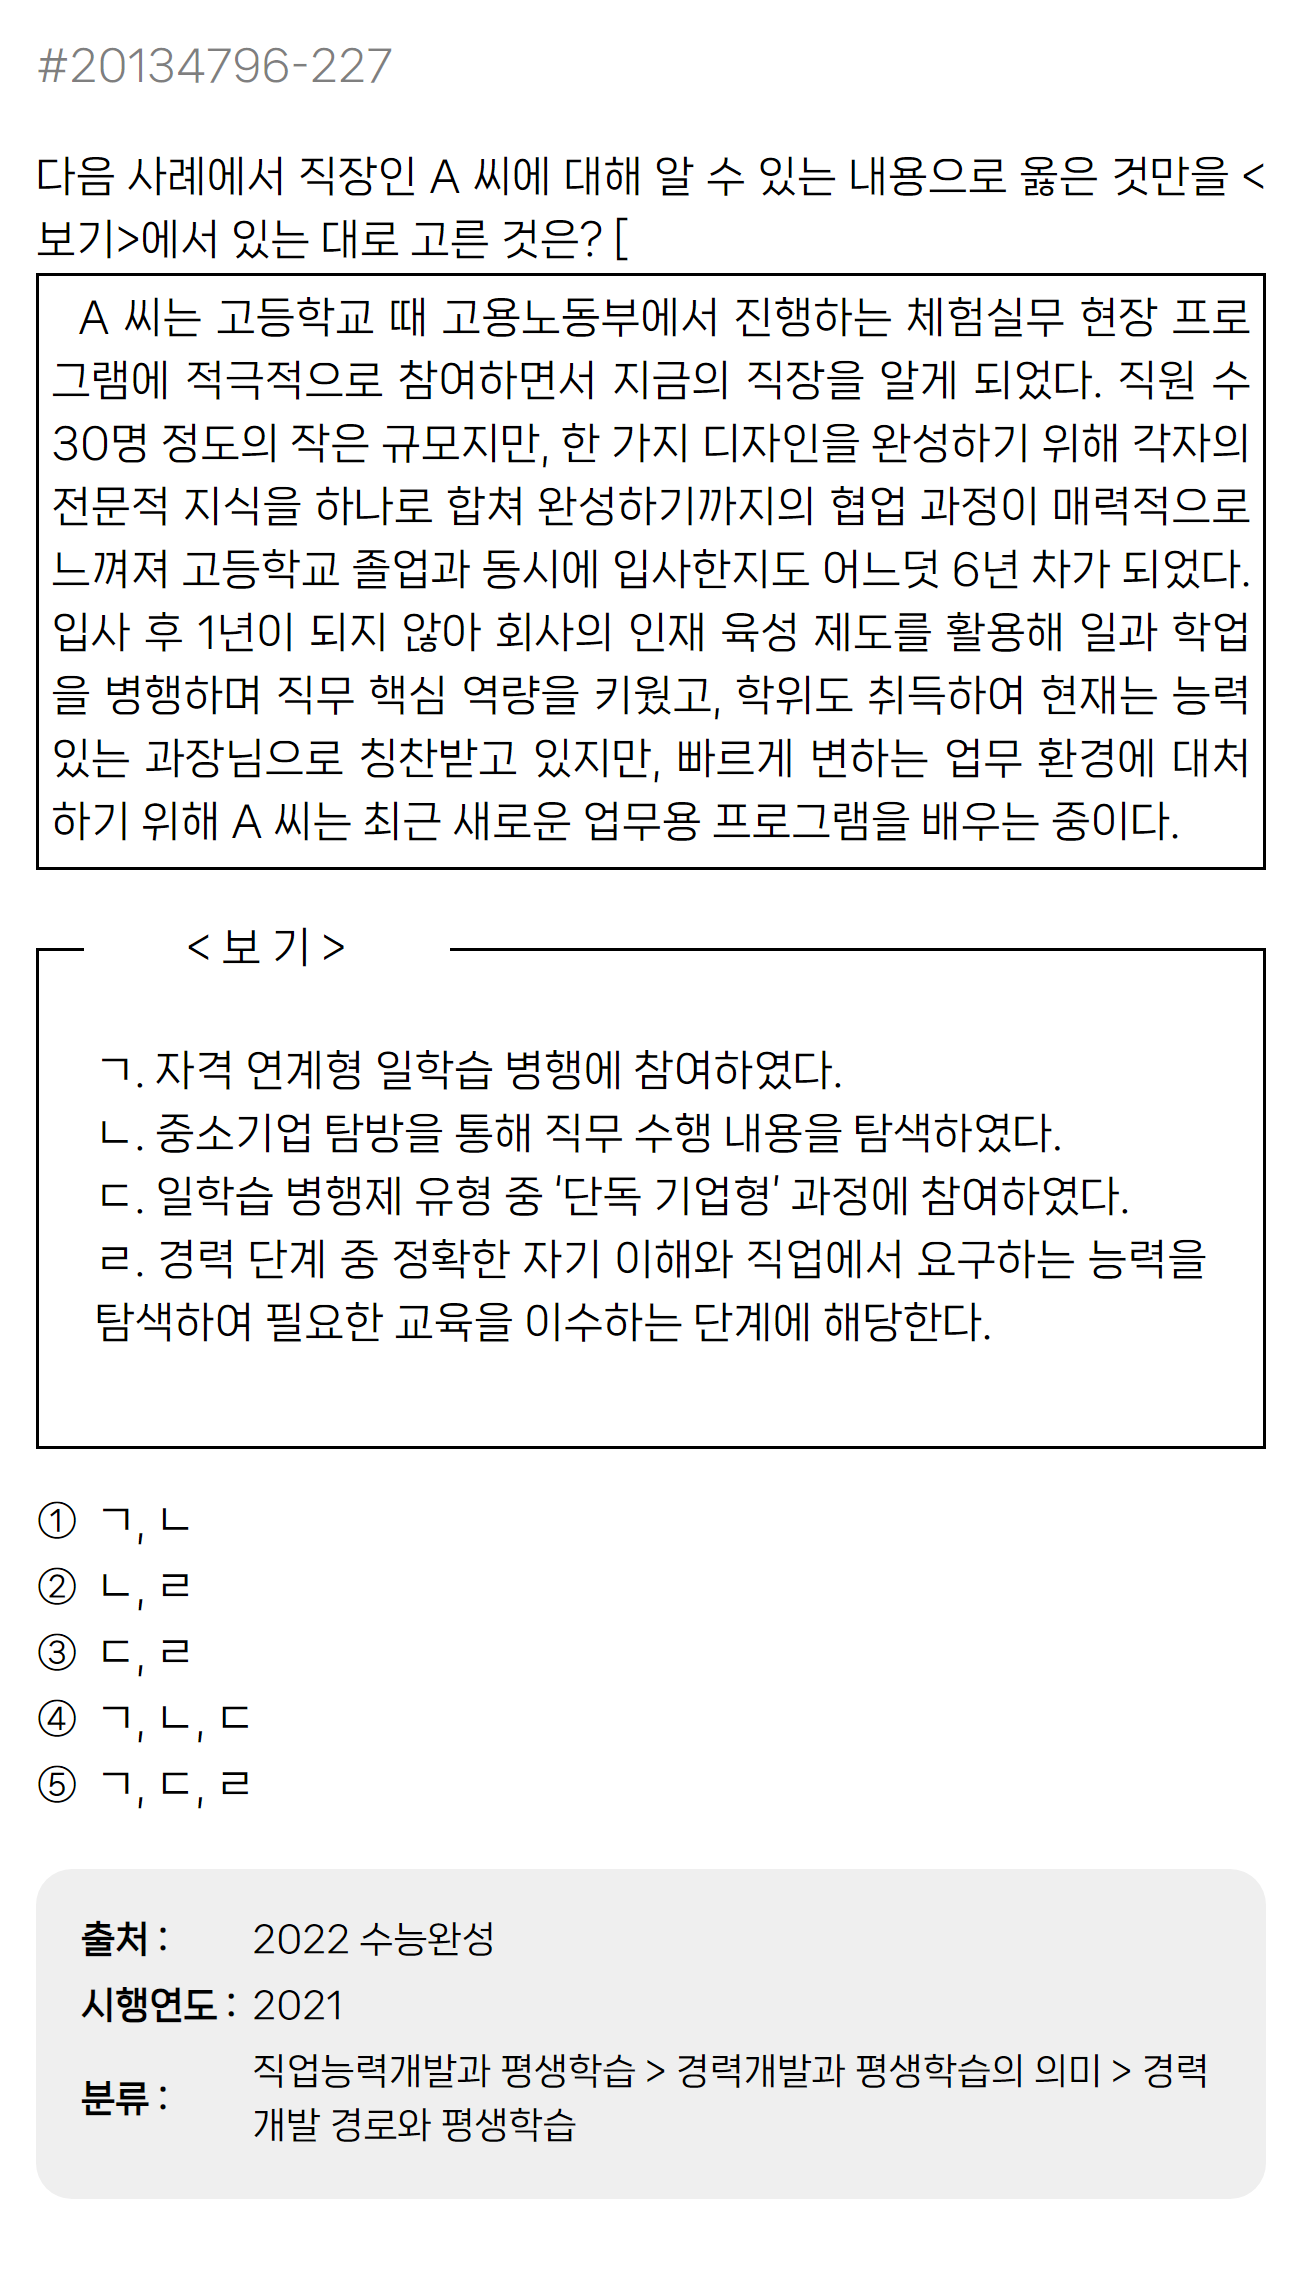 #20134796-227
다음 사례에서 직장인 A 씨에 대해 알 수 있는 내용으로 옳은 것만을 <
보기>에서 있는 대로 고른 것은? [
A 씨는 고등학교 때 고용노동부에서 진행하는 체험실무 현장 프로
그램에 적극적으로 참여하면서 지금의 직장을 알게 되었다. 직원 수
30명 정도의 작은 규모지만, 한 가지 디자인을 완성하기 위해 각자의
전문적 지식을 하나로 합쳐 완성하기까지의 협업 과정이 매력적으로
느껴져 고등학교 졸업과 동시에 입사한지도 어느덧 6년 차가 되었다.
입사 후 1년이 되지 않아 회사의 인재 육성 제도를 활용해 일과 학업
을 병행하며 직무 핵심 역량을 키웠고, 학위도 취득하여 현재는 능력
있는 과장님으로 칭찬받고 있지만, 빠르게 변하는 업무 환경에 대처
하기 위해 A 씨는 최근 새로운 업무용 프로그램을 배우는 중이다.
< 보 기 >
ㄱ. 자격 연계형 일학습 병행에 참여하였다.
ㄴ. 중소기업 탐방을 통해 직무 수행 내용을 탐색하였다.
ㄷ. 일학습 병행제 유형 중 '단독 기업형' 과정에 참여하였다.
ㄹ. 경력 단계 중 정확한 자기 이해와 직업에서 요구하는 능력을
탐색하여 필요한 교육을 이수하는 단계에 해당한다.
① ㄱ, ㄴ
② ㄴ, ㄹ
③ ㄷ, ㄹ
④ ㄱ, ㄴ, ㄷ
⑤ ㄱ, ㄷ, ㄹ
출처 : 2022 수능완성
시행연도 : 2021
분류 : 직업능력개발과 평생학습 > 경력개발과 평생학습의 의미 > 경력
개발 경로와 평생학습